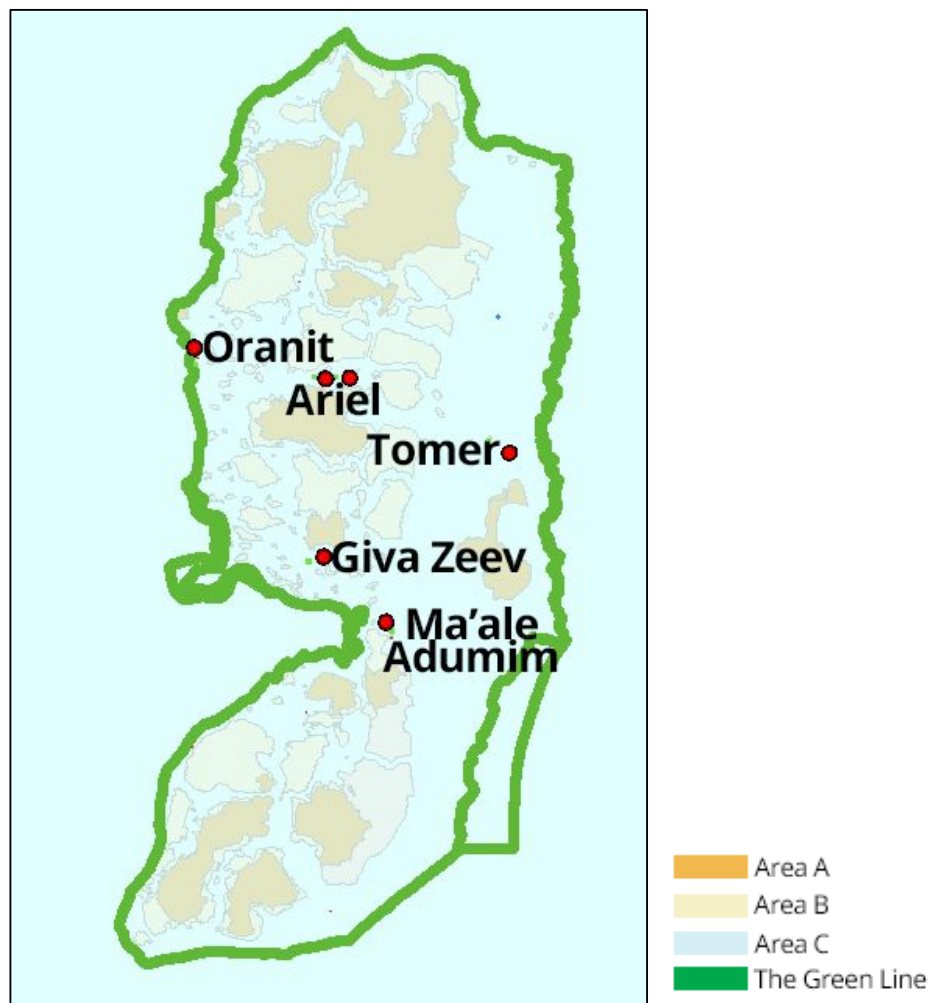 Oranit
Ariel
Tomer
Giva Zeev
Ma’ale
Adumim
Area A
Area B
Area C
The Green Line